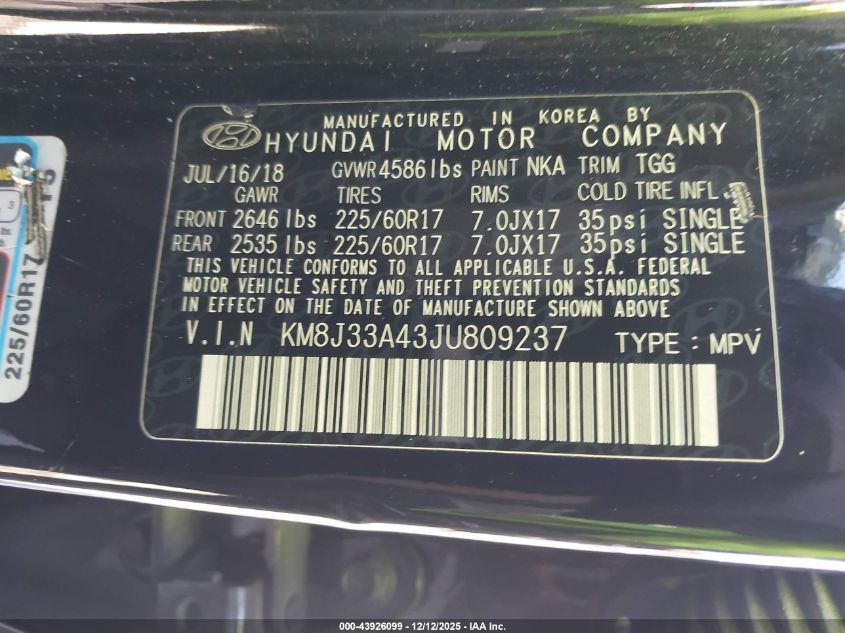 MANUFACTURED IN KOREA BY
HYUNDAI MOTOR COMPANY
JUL/16/18 GVWR 4586 lbs PAINT NKA TRIM TGG
GAWR TIRES RIMS COLD TIRE INFL
FRONT 2646 lbs 225/60R17 7.0JX17 35psi SINGLE
REAR 2535 lbs 225/60R17 7.0JX17 35psi SINGLE
THIS VEHICLE CONFORMS TO ALL APPLICABLE U.S.A. FEDERAL
MOTOR VEHICLE SAFETY AND THEFT PREVENTION STANDARDS
IN EFFECT ON THE DATE OF MANUFACTURE SHOWN ABOVE
V.I.N KM8J33A43JU809237 TYPE : MPV
225/60R17
000-43926099 - 12/12/2025 - IAA Inc.